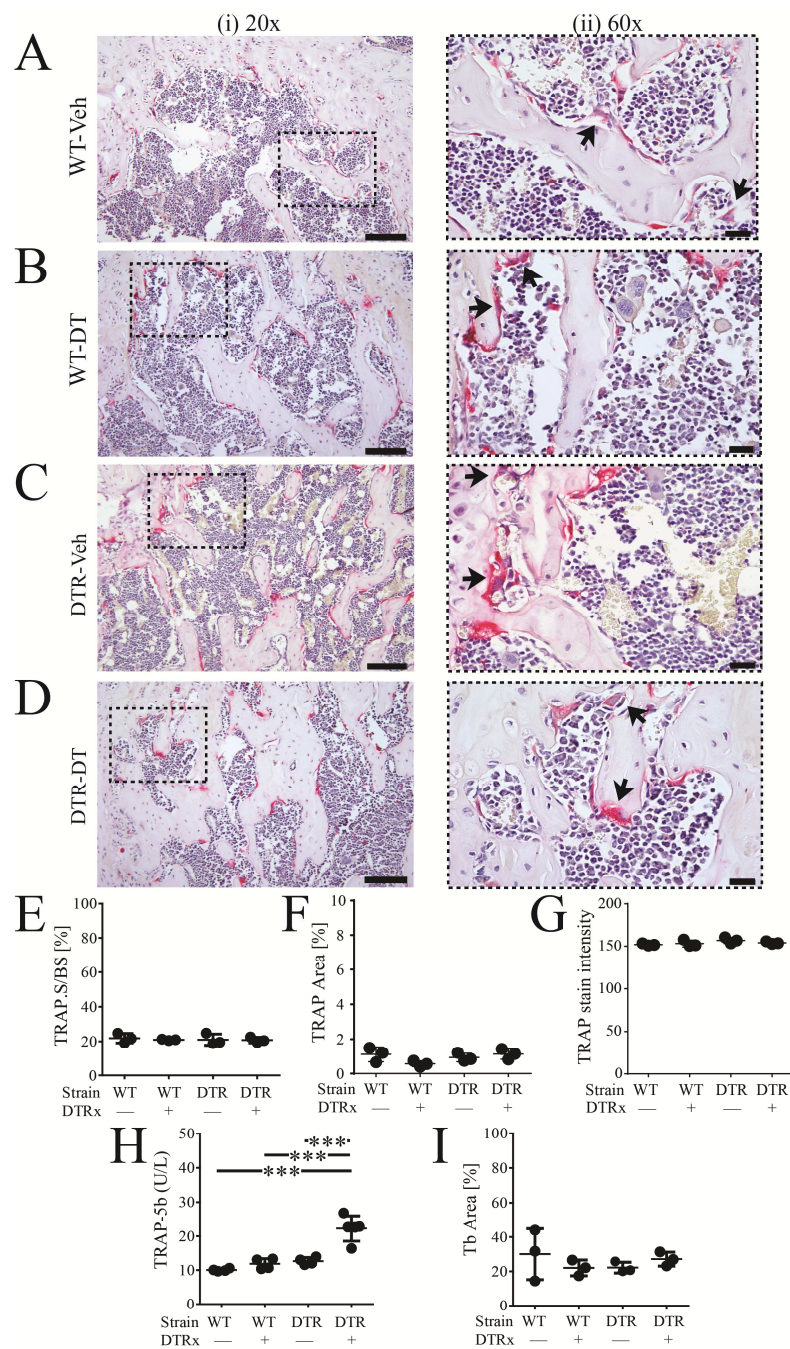 (i) 20x
(ii) 60x
A
WT-Veh
B
WT-DT
C
DTR-Veh
D
DTR-DT
E
TRAP.S/BS [%]
100
80
60
40
20
0
Strain WT WT DTR DTR
DTRx — + — +
F
TRAP Area [%]
10
8
6
4
2
0
Strain WT WT DTR DTR
DTRx — + — +
G
TRAP stain intensity
200
150
100
50
0
Strain WT WT DTR DTR
DTRx — + — +
H
TRAP-5b (U/L)
50
40
30
20
10
0
***
***
***
Strain WT WT DTR DTR
DTRx — + — +
I
Tb Area [%]
100
80
60
40
20
0
Strain WT WT DTR DTR
DTRx — + — +